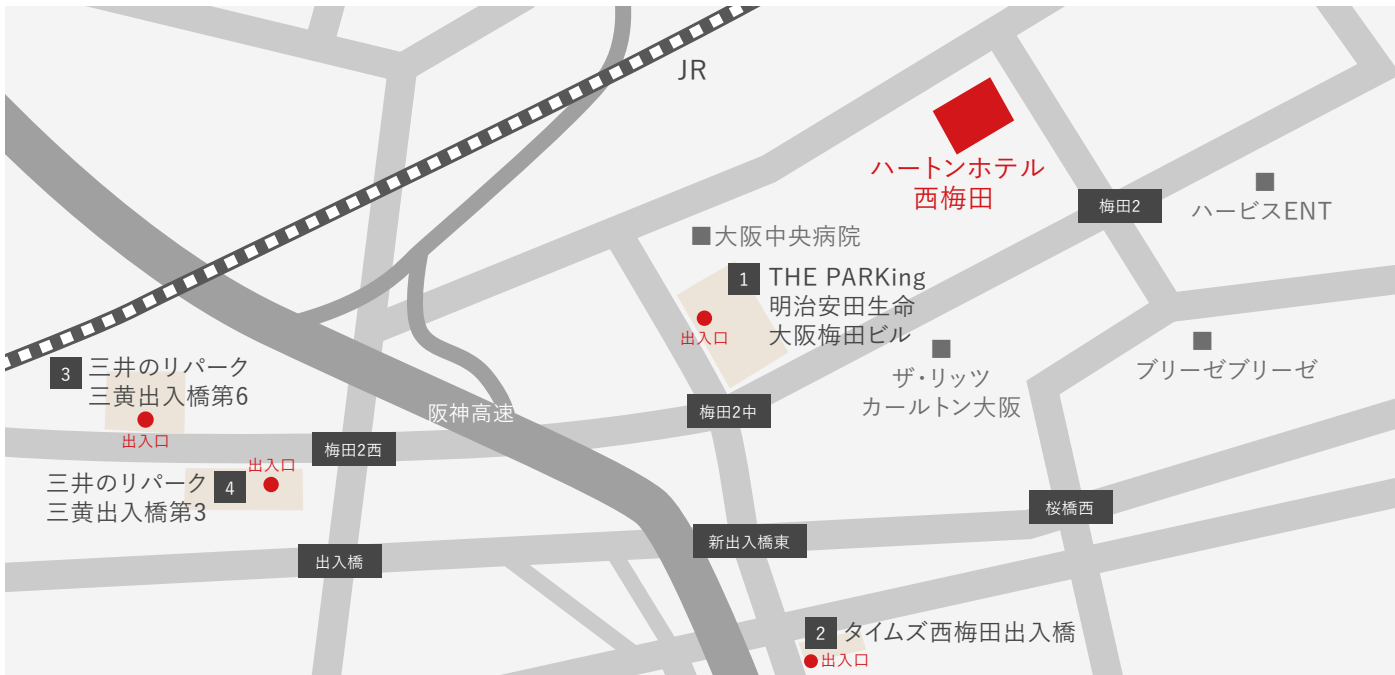 JR
ハートンホテル
西梅田
梅田2
ハービスENT
大阪中央病院
1
THE PARKing
明治安田生命
大阪梅田ビル
出入口
ザ・リッツ
カールトン大阪
ブリーゼブリーゼ
3
三井のリパーク
三黄出入橋第6
出入口
阪神高速
梅田2中
梅田2西
出入口
三井のリパーク
三黄出入橋第3
4
桜橋西
新出入橋東
出入橋
2
タイムズ西梅田出入橋
出入口